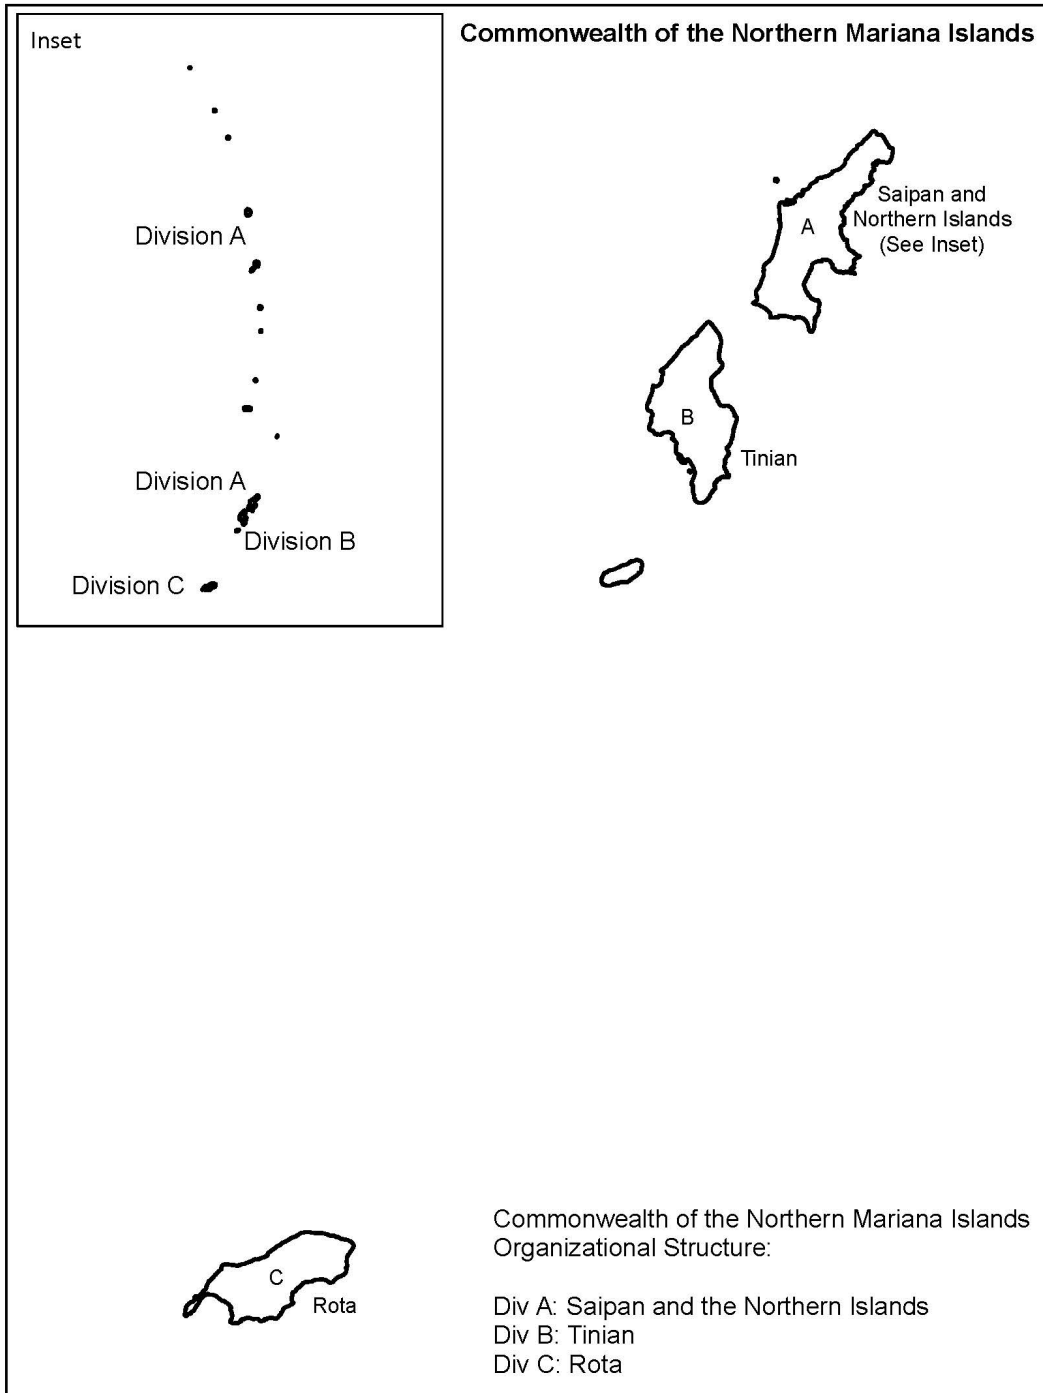 Inset
Commonwealth of the Northern Mariana Islands
Division A
Division A
Division B
Division C
A
Saipan and
Northern Islands
(See Inset)
B
Tinian
C
Rota
Commonwealth of the Northern Mariana Islands
Organizational Structure:
Div A: Saipan and the Northern Islands
Div B: Tinian
Div C: Rota